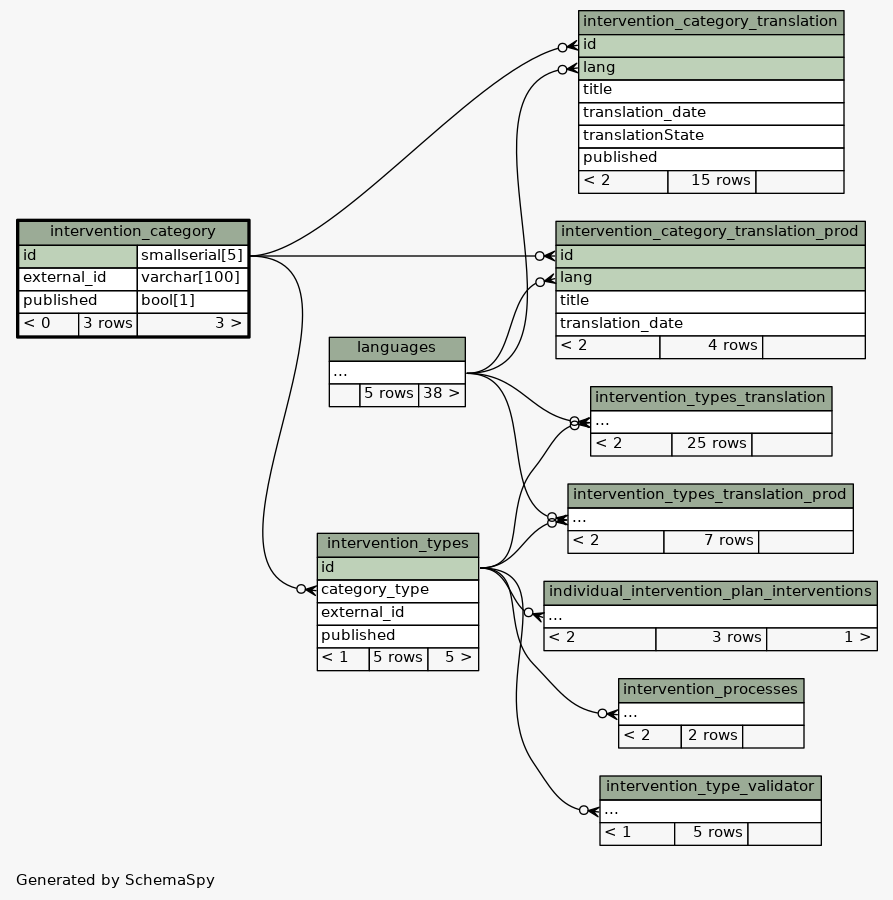 intervention_category_translation
id
lang
title
translation_date
translationState
published
< 2 15 rows
intervention_category
id smallserial[5]
external_id varchar[100]
published bool[1]
< 0 3 rows 3 >
intervention_category_translation_prod
id
lang
title
translation_date
< 2 4 rows
languages
...
5 rows 38 >
intervention_types_translation
...
< 2 25 rows
intervention_types_translation_prod
...
< 2 7 rows
intervention_types
id
category_type
external_id
published
< 1 5 rows 5 >
individual_intervention_plan_interventions
...
< 2 3 rows 1 >
intervention_processes
...
< 2 2 rows
intervention_type_validator
...
< 1 5 rows
Generated by SchemaSpy